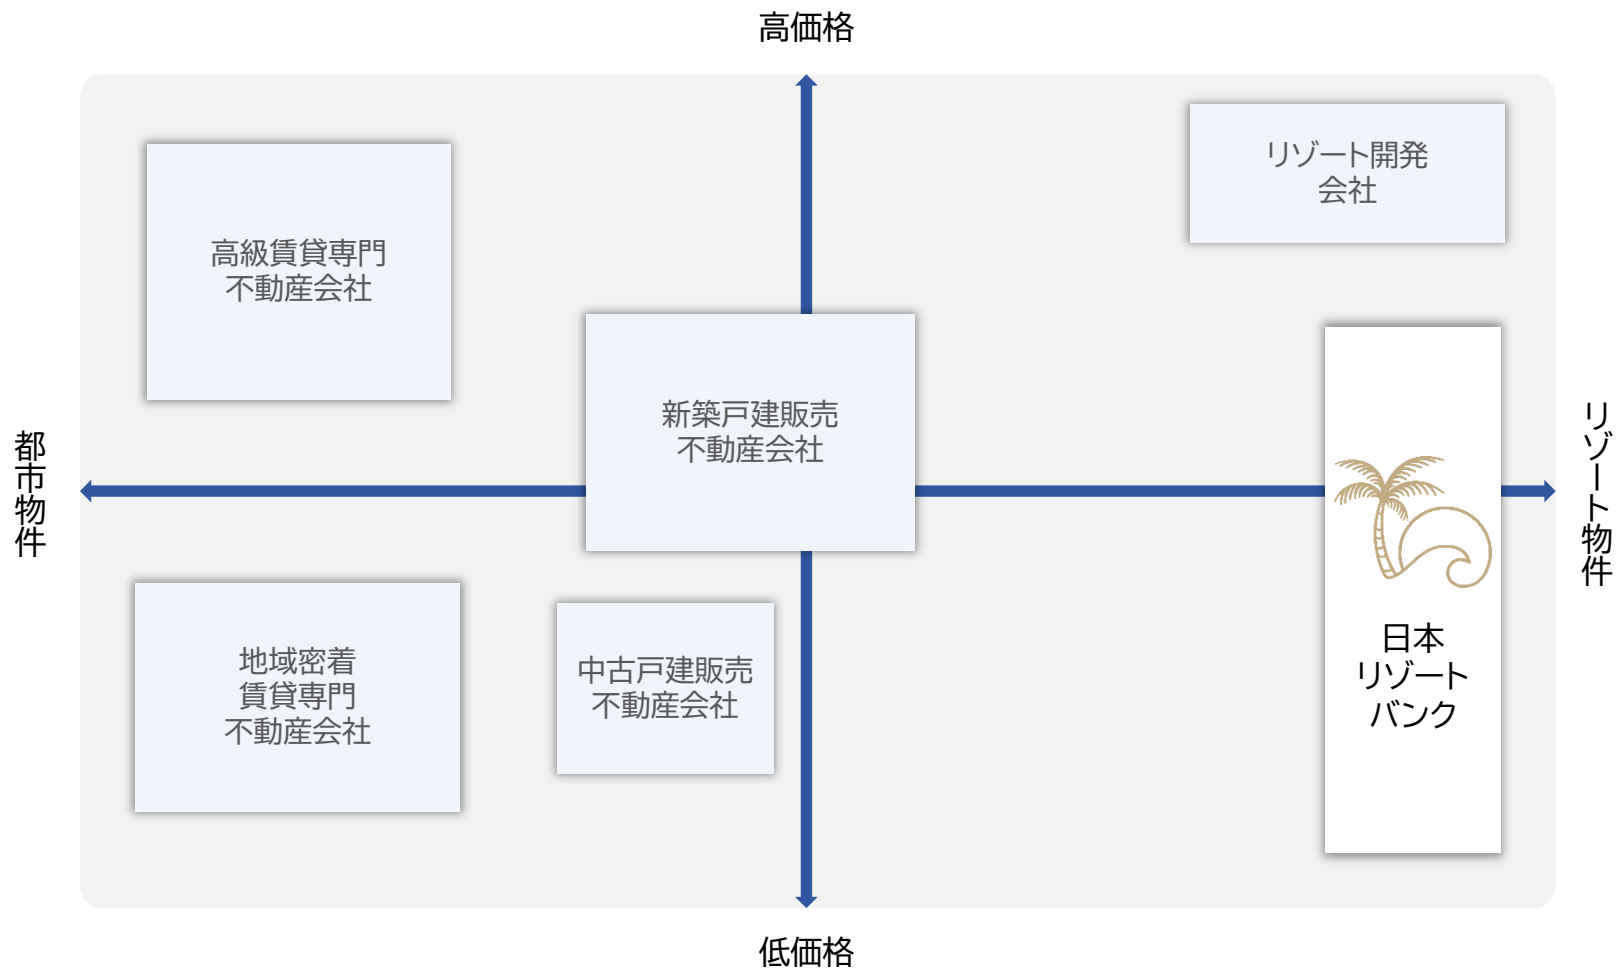 高価格
リゾート開発
会社
高級賃貸専門
不動産会社
新築戸建販売
不動産会社
都市物件
リゾート物件
地域密着
賃貸専門
不動産会社
中古戸建販売
不動産会社
日本
リゾート
バンク
低価格